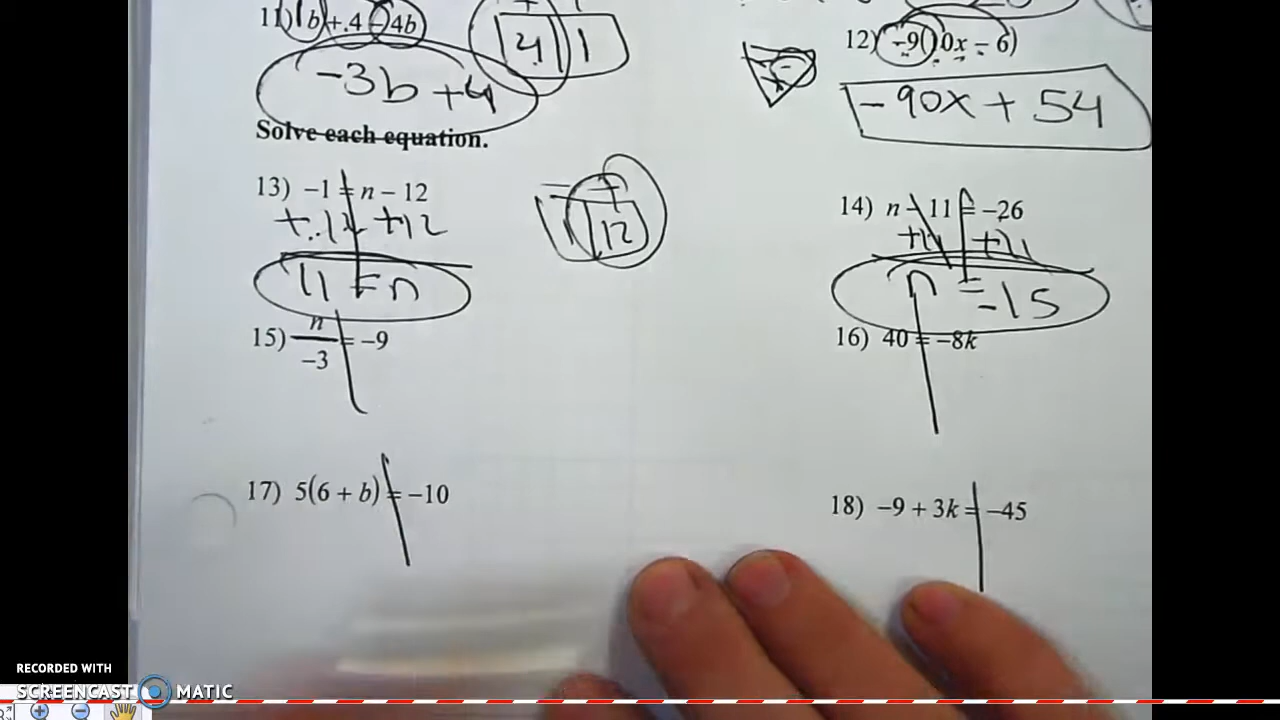 11) b + 4 - 4b
4 1
-3b + 4
12) -9(10x - 6)
- +
-90x + 54
Solve each equation.
13) -1 = n - 12
+12 +12
11 = n
- +
1 12
14) n - 11 = -26
+11 +11
n = -15
15) n/-3 = -9
16) 40 = -8k
17) 5(6 + b) = -10
18) -9 + 3k = -45
RECORDED WITH
SCREENCAST MATIC